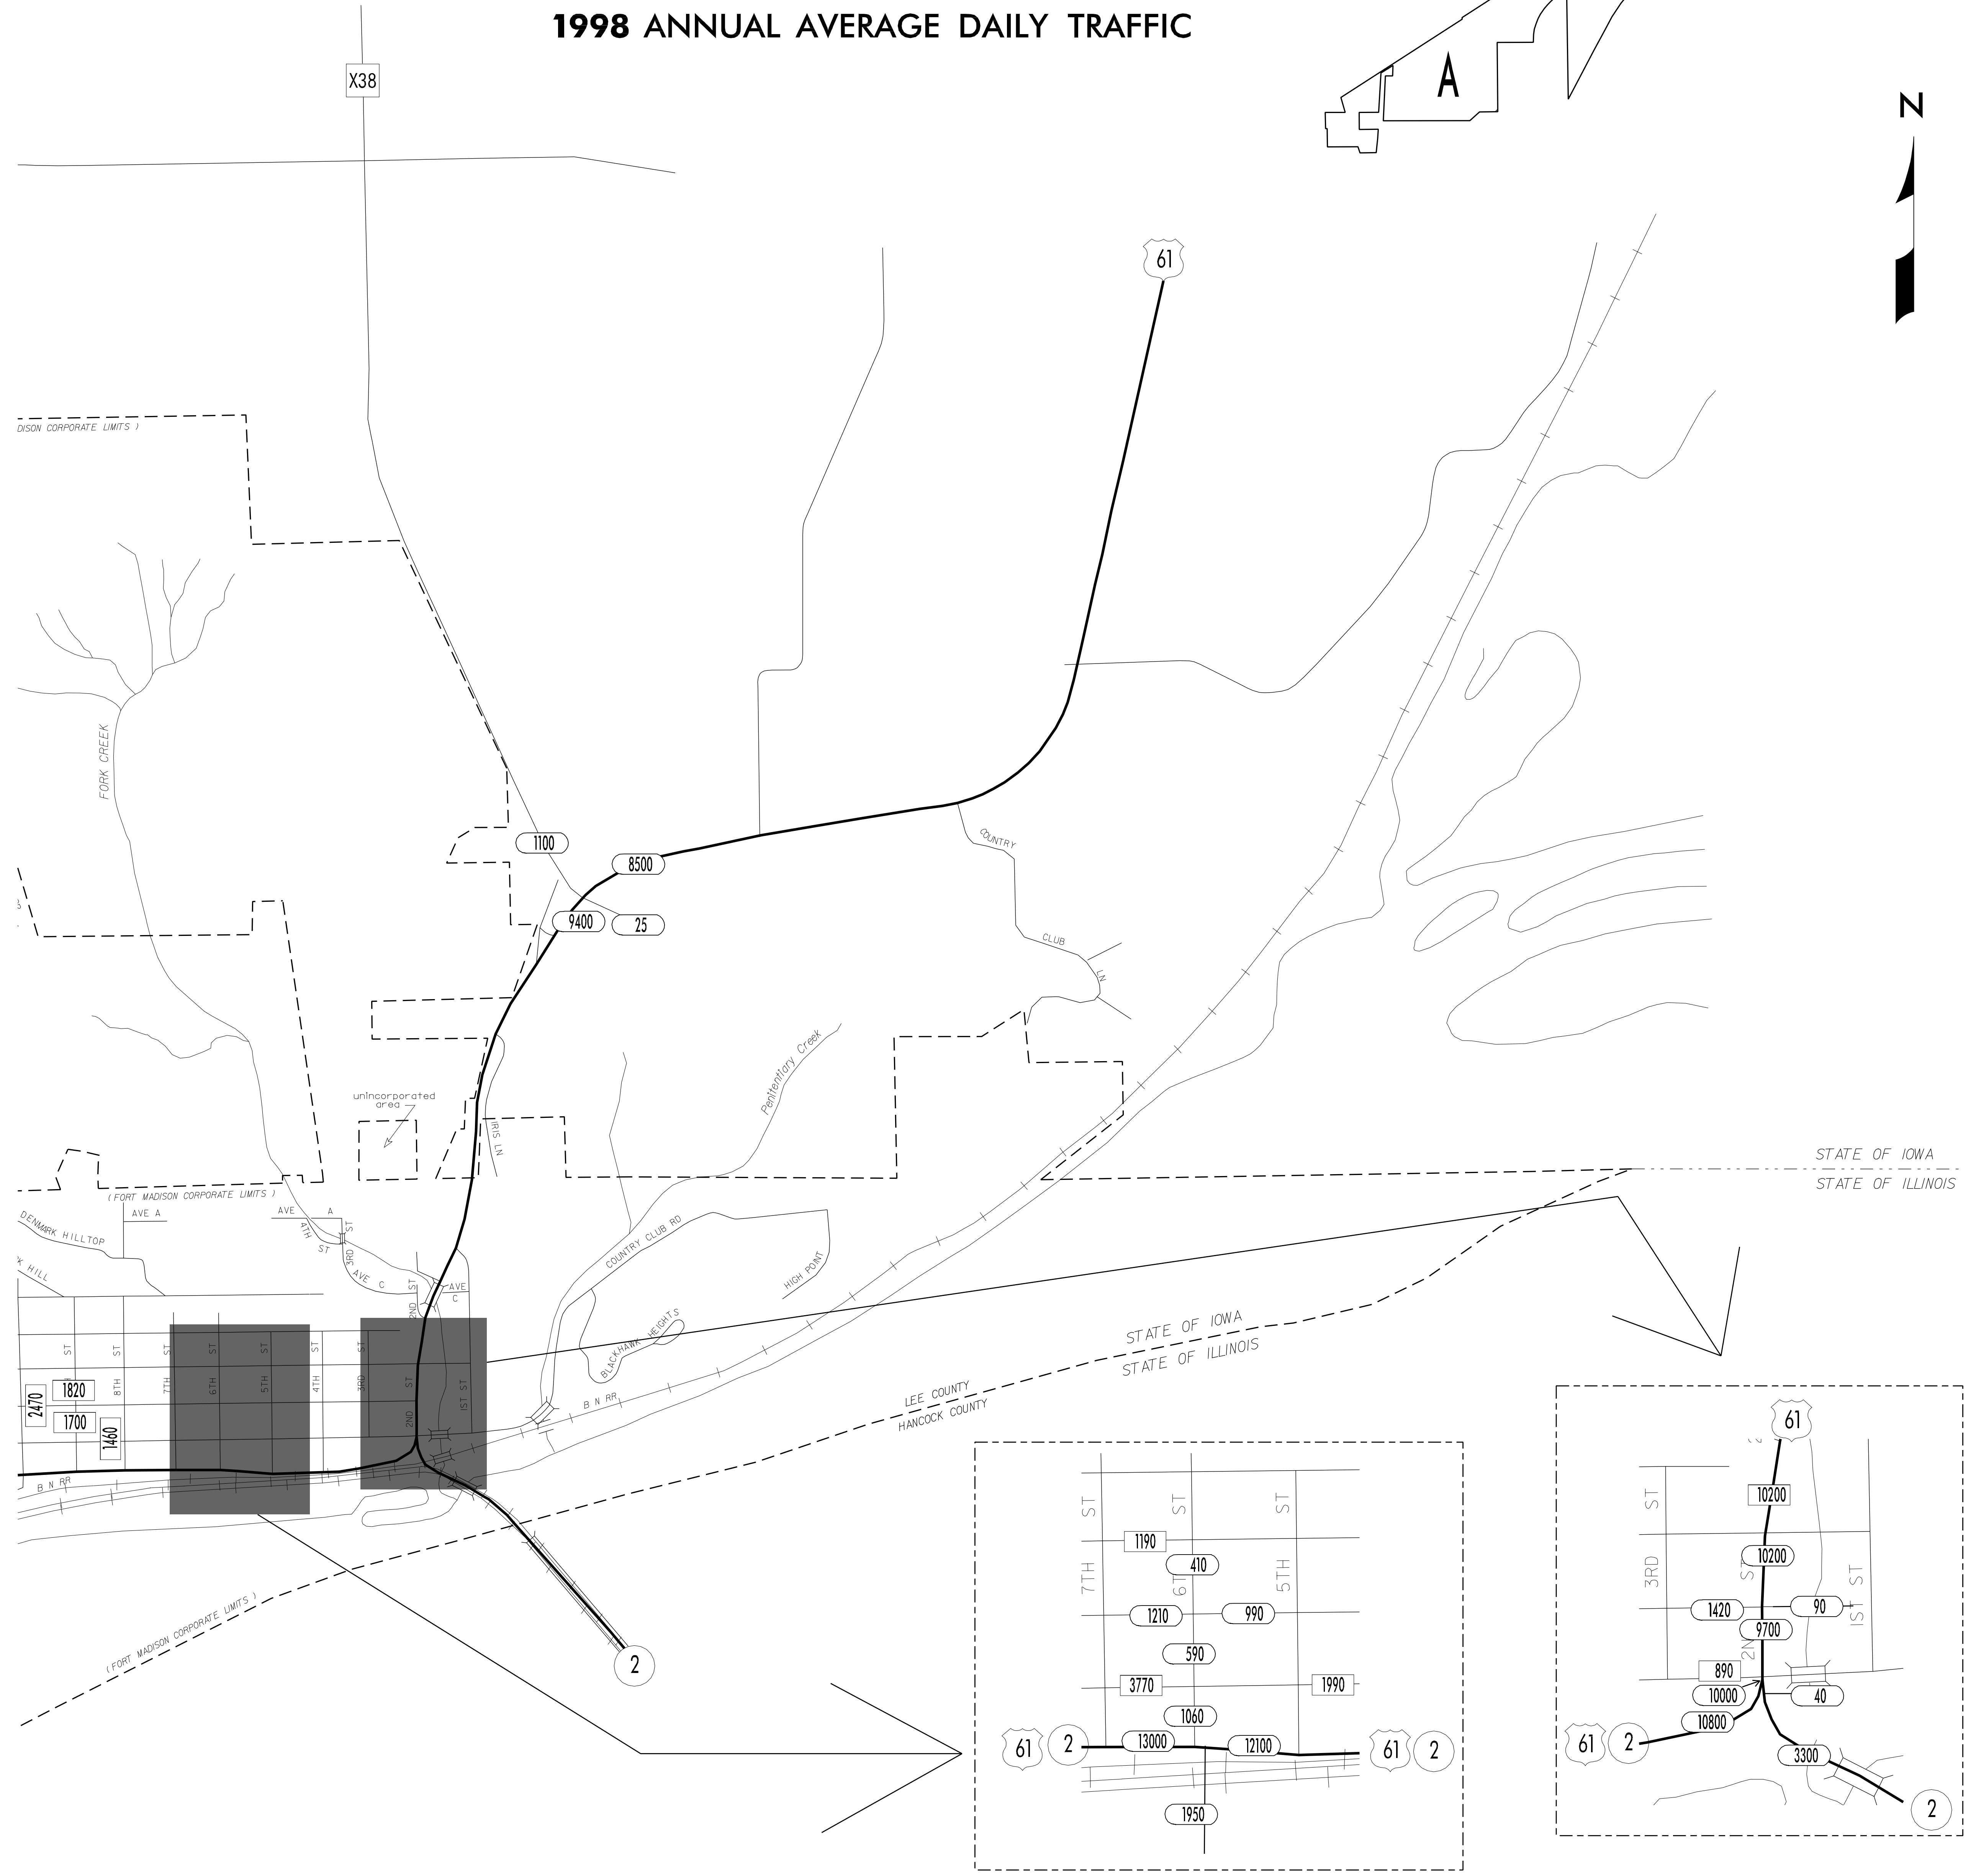 1998 ANNUAL AVERAGE DAILY TRAFFIC
A
N
X38
61
DISON CORPORATE LIMITS )
FORK CREEK
1100
8500
9400
25
COUNTRY
CLUB
LN
Penitentiary Creek
unincorporated
area
IRIS LN
( FORT MADISON CORPORATE LIMITS )
STATE OF IOWA
STATE OF ILLINOIS
AVE A
AVE A
DENMARK HILLTOP
K HILL
4TH ST
3RD ST
AVE C
2ND ST
AVE
C
COUNTRY CLUB RD
HIGH POINT
BLACKHAWK HEIGHTS
STATE OF IOWA
STATE OF ILLINOIS
ST
8TH ST
7TH ST
6TH ST
5TH ST
4TH ST
3RD ST
2ND ST
1ST ST
2470
1820
1700
1460
B N RR
B N RR
LEE COUNTY
HANCOCK COUNTY
( FORT MADISON CORPORATE LIMITS )
2
7TH ST
6T ST
5TH ST
1190
410
1210
990
590
3770
1990
1060
61
2
13000
12100
61
2
1950
61
10200
3RD ST
10200
2N ST
1ST ST
1420
90
9700
890
10000
40
10800
61
2
3300
2